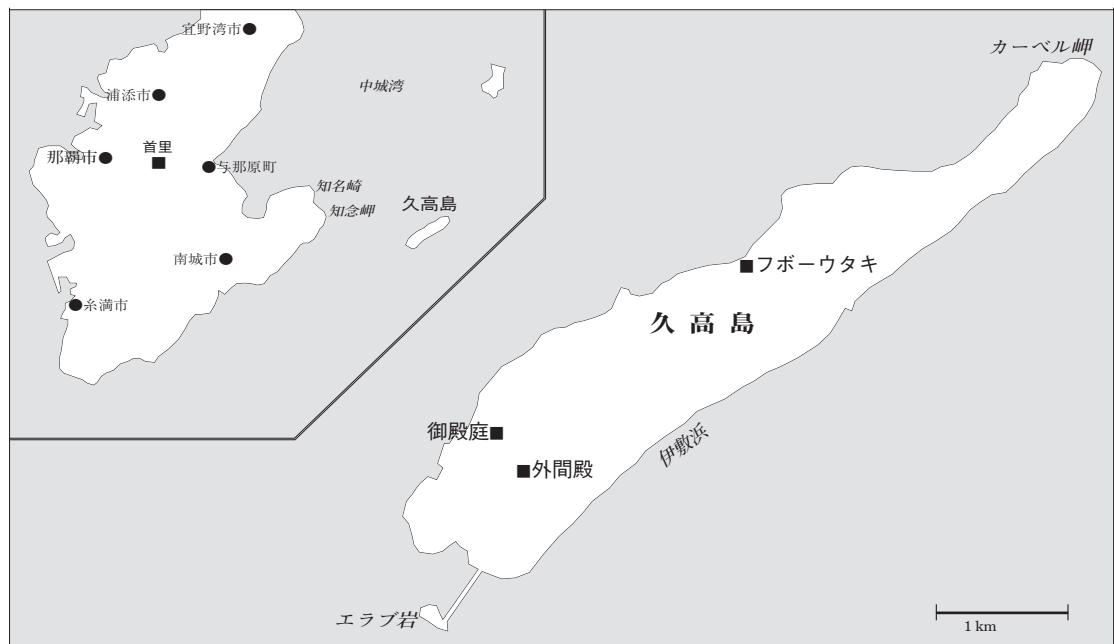 宜野湾市
浦添市
中城湾
那覇市
首里
与那原町
知名崎
知念岬
久高島
南城市
糸満市
カーベル岬
フボーウタキ
久高島
御殿庭
外間殿
伊敷浜
エラブ岩
1 km